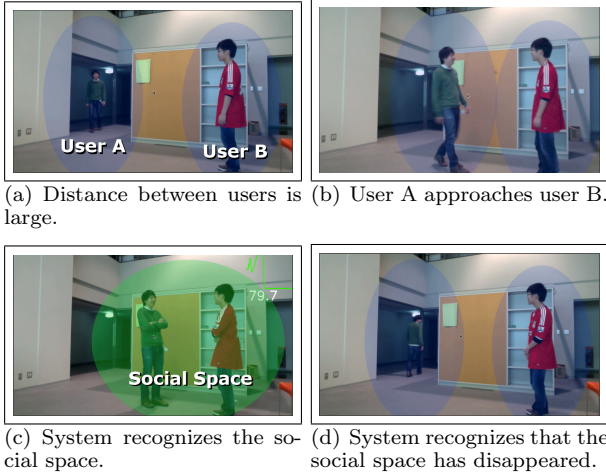 User A
User B
(a) Distance between users is
large.
(b) User A approaches user B.
79.7
Social Space
(c) System recognizes the so-
cial space.
(d) System recognizes that the
social space has disappeared.